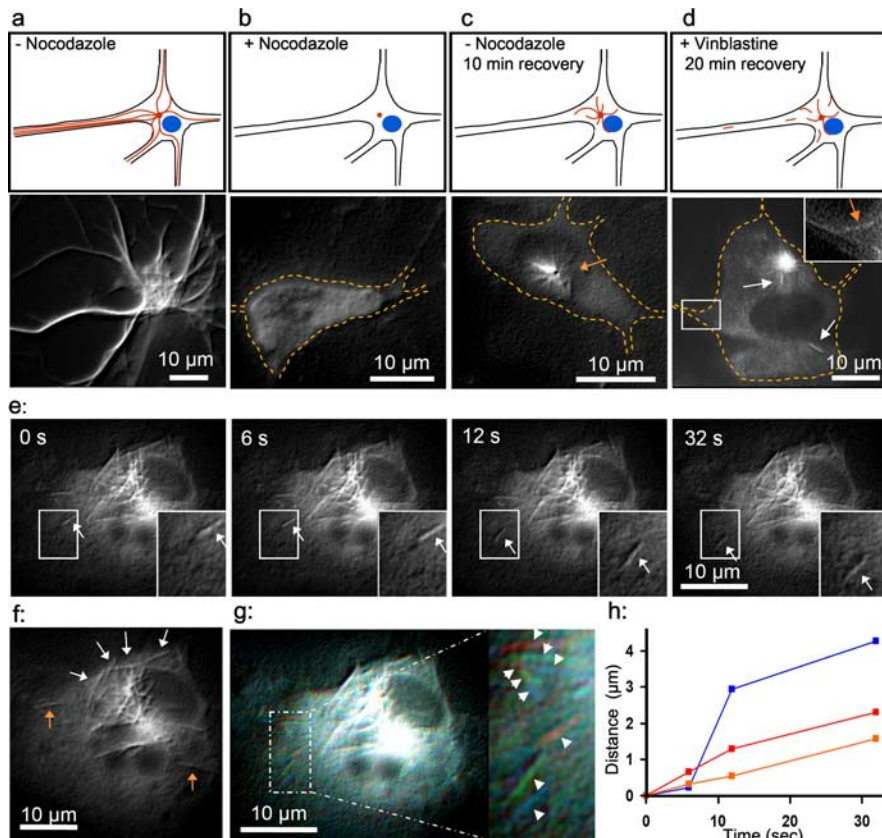 a
b
c
d
- Nocodazole
+ Nocodazole
- Nocodazole
10 min recovery
+ Vinblastine
20 min recovery
10 µm
10 µm
10 µm
10 µm
e:
0 s
6 s
12 s
32 s
10 µm
f:
g:
h:
10 µm
10 µm
Distance (µm)
4
3
2
1
0
0
10
20
30
Time (sec)